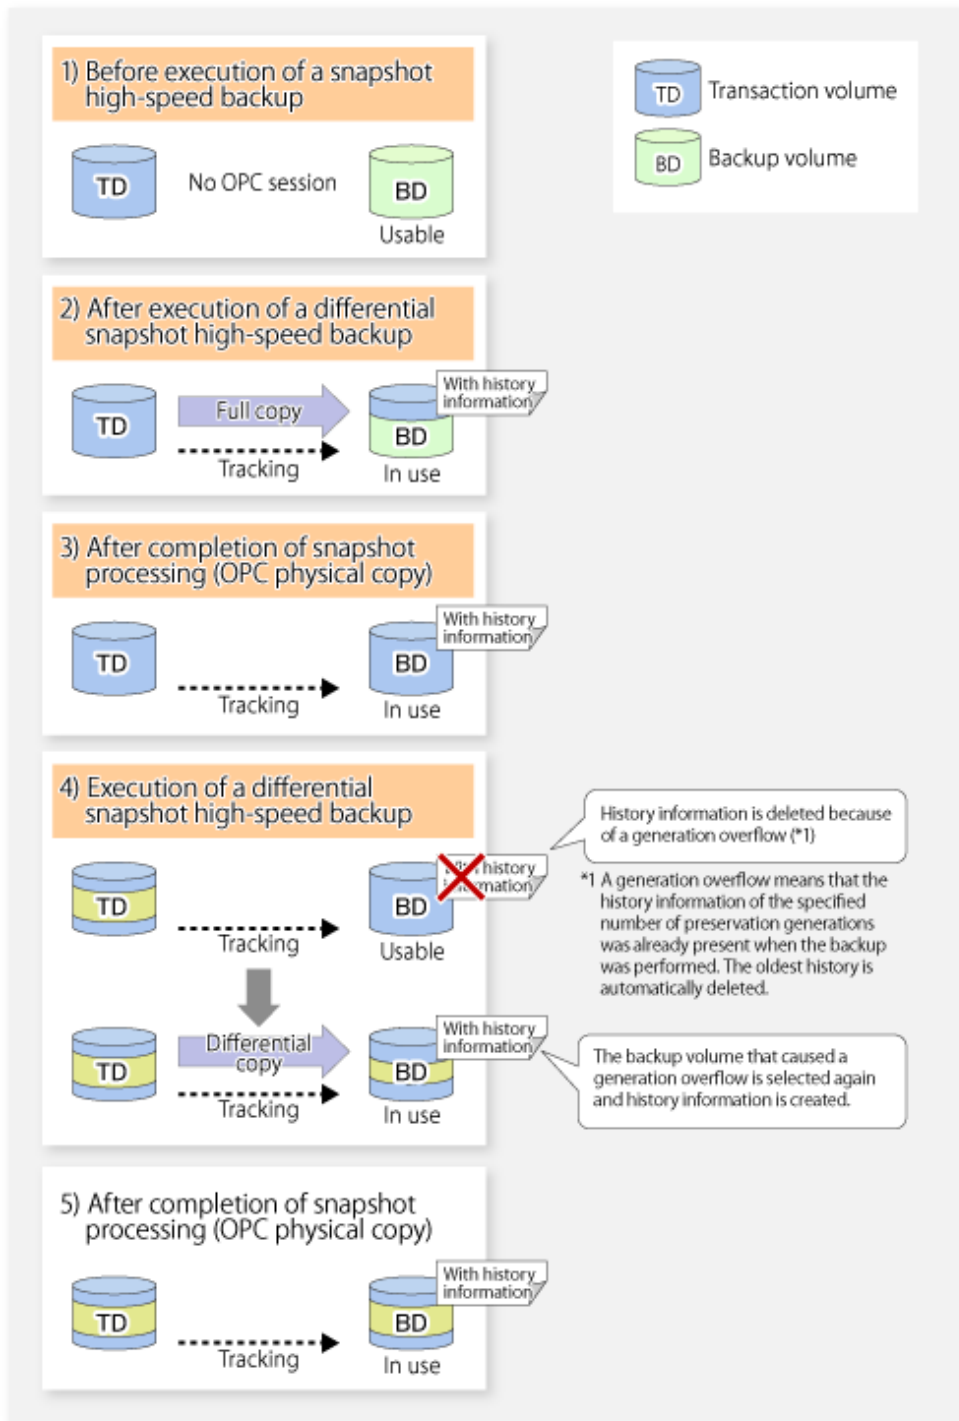 1) Before execution of a snapshot
high-speed backup
TD
No OPC session
BD
Usable
TD
Transaction volume
BD
Backup volume
2) After execution of a differential
snapshot high-speed backup
With history
information
TD
Full copy
BD
Tracking
In use
3) After completion of snapshot
processing (OPC physical copy)
With history
information
TD
BD
Tracking
In use
4) Execution of a differential
snapshot high-speed backup
With history
information
TD
BD
Tracking
Usable
History information is deleted because
of a generation overflow (*1)
*1 A generation overflow means that the
history information of the specified
number of preservation generations
was already present when the backup
was performed. The oldest history is
automatically deleted.
With history
information
TD
Differential
copy
BD
Tracking
In use
The backup volume that caused a
generation overflow is selected again
and history information is created.
5) After completion of snapshot
processing (OPC physical copy)
With history
information
TD
BD
Tracking
In use